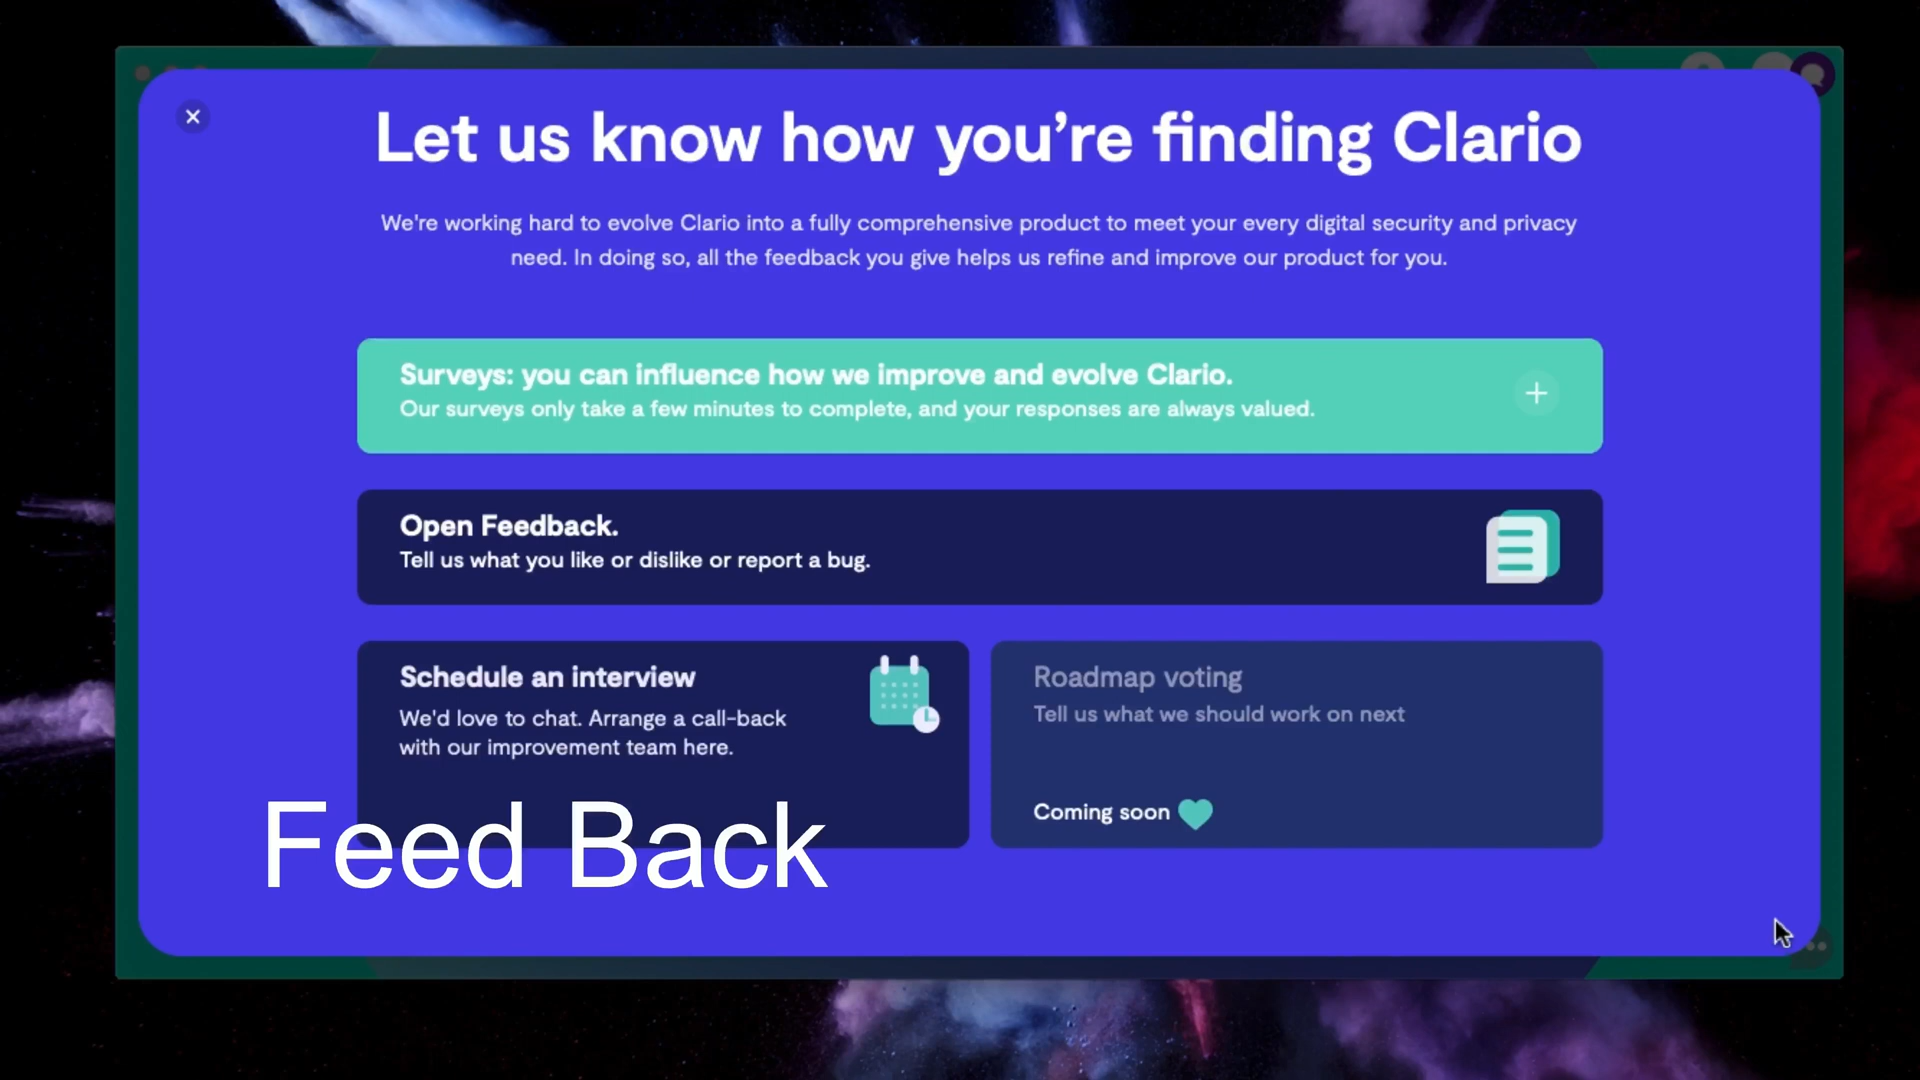 Let us know how you're finding Clario
We're working hard to evolve Clario into a fully comprehensive product to meet your every digital security and privacy
need. In doing so, all the feedback you give helps us refine and improve our product for you.
Surveys: you can influence how we improve and evolve Clario.
Our surveys only take a few minutes to complete, and your responses are always valued.
Open Feedback.
Tell us what you like or dislike or report a bug.
Schedule an interview
We'd love to chat. Arrange a call-back
with our improvement team here.
Roadmap voting
Tell us what we should work on next
Coming soon
Feed Back